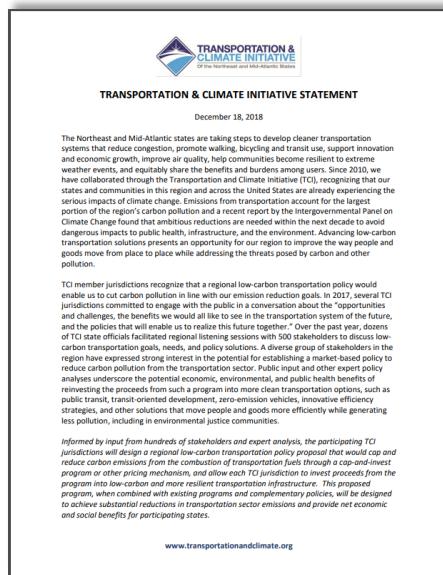 TRANSPORTATION &
CLIMATE INITIATIVE
Of the Northeast and Mid-Atlantic States
TRANSPORTATION & CLIMATE INITIATIVE STATEMENT
December 18, 2018
The Northeast and Mid-Atlantic states are taking steps to develop cleaner transportation
systems that reduce congestion, promote walking, bicycling and transit use, support innovation
and economic growth, improve air quality, help communities become resilient to extreme
weather events, and equitably share the benefits and burdens among users. Since 2010, we
have collaborated through the Transportation and Climate Initiative (TCI), recognizing that our
states and communities in this region and across the United States are already experiencing the
serious impacts of climate change. Emissions from transportation account for the largest
portion of the region's carbon pollution and a recent report by the Intergovernmental Panel on
Climate Change found that ambitious reductions are needed within the next decade to avoid
dangerous impacts to public health, infrastructure, and the environment. Advancing low-carbon
transportation solutions presents an opportunity for our region to improve the way people and
goods move from place to place while addressing the threats posed by carbon and other
pollution.
TCI member jurisdictions recognize that a regional low-carbon transportation policy would
enable us to cut carbon pollution in line with our emission reduction goals. In 2017, several TCI
jurisdictions committed to engage with the public in a conversation about the "opportunities
and challenges, the benefits we would all like to see in the transportation system of the future,
and the policies that will enable us to realize this future together." Over the past year, dozens
of TCI state officials facilitated regional listening sessions with 500 stakeholders to discuss low-
carbon transportation goals, needs, and policy solutions. A diverse group of stakeholders in the
region have expressed strong interest in the potential for establishing a market-based policy to
reduce carbon pollution from the transportation sector. Public input and other expert policy
analyses underscore the potential economic, environmental, and public health benefits of
reinvesting the proceeds from such a program into more clean transportation options, such as
public transit, transit-oriented development, zero-emission vehicles, innovative efficiency
strategies, and other solutions that move people and goods more efficiently while generating
less pollution, including in environmental justice communities.
Informed by input from hundreds of stakeholders and expert analysis, the participating TCI
jurisdictions will design a regional low-carbon transportation policy proposal that would cap and
reduce carbon emissions from the combustion of transportation fuels through a cap-and-invest
program or other pricing mechanism, and allow each TCI jurisdiction to invest proceeds from the
program into low-carbon and more resilient transportation infrastructure. This proposed
program, when combined with existing programs and complementary policies, will be designed
to achieve substantial reductions in transportation sector emissions and provide net economic
and social benefits for participating states.
www.transportationandclimate.org